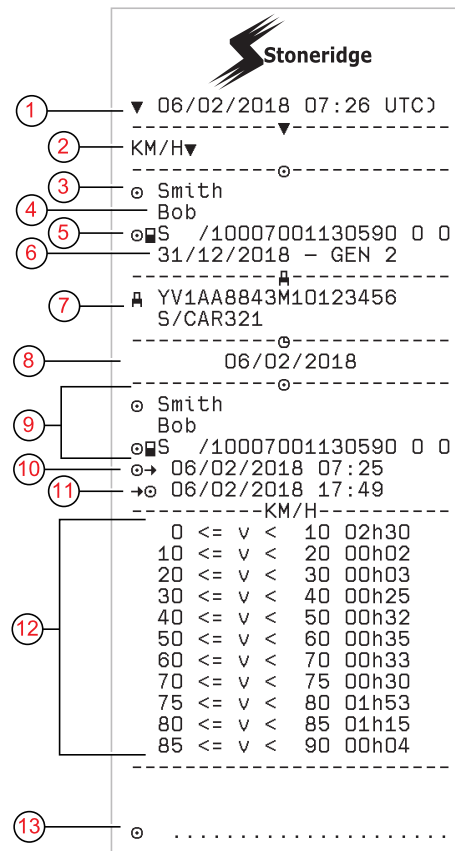 Stoneridge
1 ▼ 06/02/2018 07:26 UTC)
----------▼----------
2 KM/H▼
----------⊙----------
3 ⊙ Smith
4 Bob
5 ⊙S /10007001130590 0 0
6 31/12/2018 - GEN 2
7 YV1AA8843M10123456
S/CAR321
8 06/02/2018
----------⊙----------
9 ⊙ Smith
Bob
⊙S /10007001130590 0 0
10 ⊙→ 06/02/2018 07:25
11 →⊙ 06/02/2018 17:49
---------KM/H---------
12
0 <= v < 10 02h30
10 <= v < 20 00h02
20 <= v < 30 00h03
30 <= v < 40 00h25
40 <= v < 50 00h32
50 <= v < 60 00h35
60 <= v < 70 00h33
70 <= v < 75 00h30
75 <= v < 80 01h53
80 <= v < 85 01h15
85 <= v < 90 00h04
13 ⊙ .....................